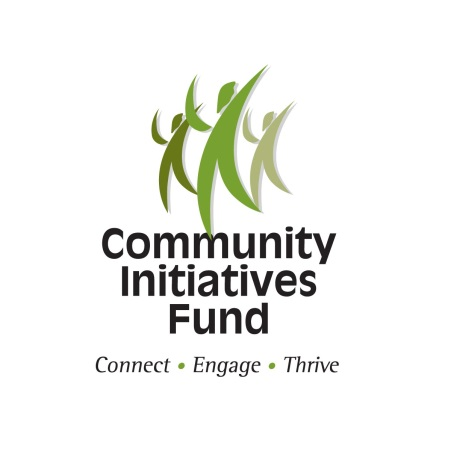 Community
Initiatives
Fund
Connect • Engage • Thrive